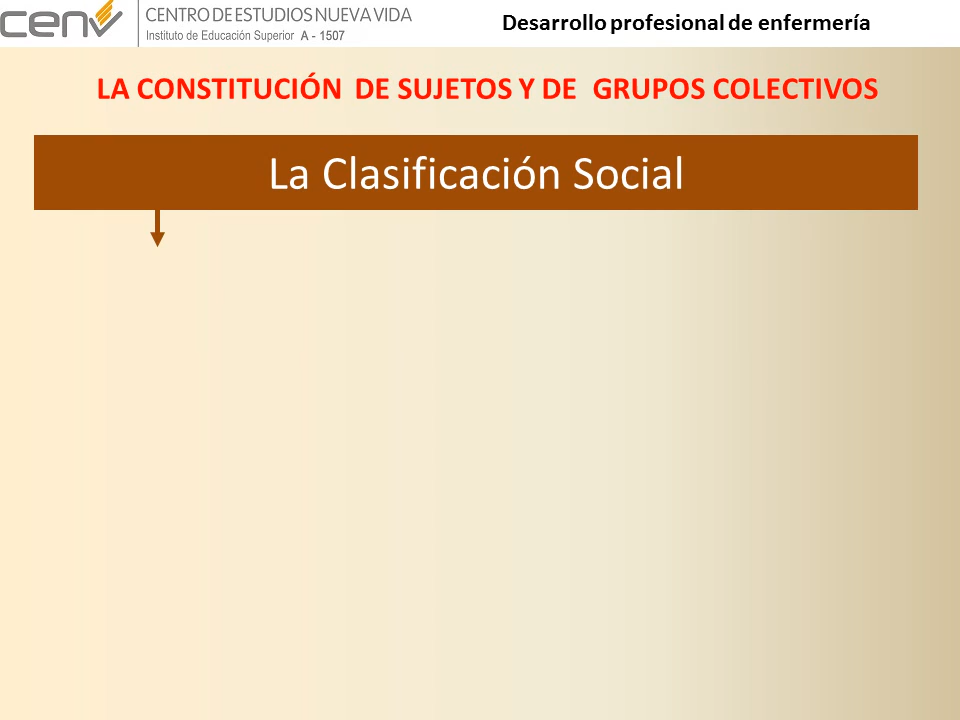 cenv
CENTRO DE ESTUDIOS NUEVA VIDA
Instituto de Educación Superior A - 1507
Desarrollo profesional de enfermería
LA CONSTITUCIÓN DE SUJETOS Y DE GRUPOS COLECTIVOS
La Clasificación Social